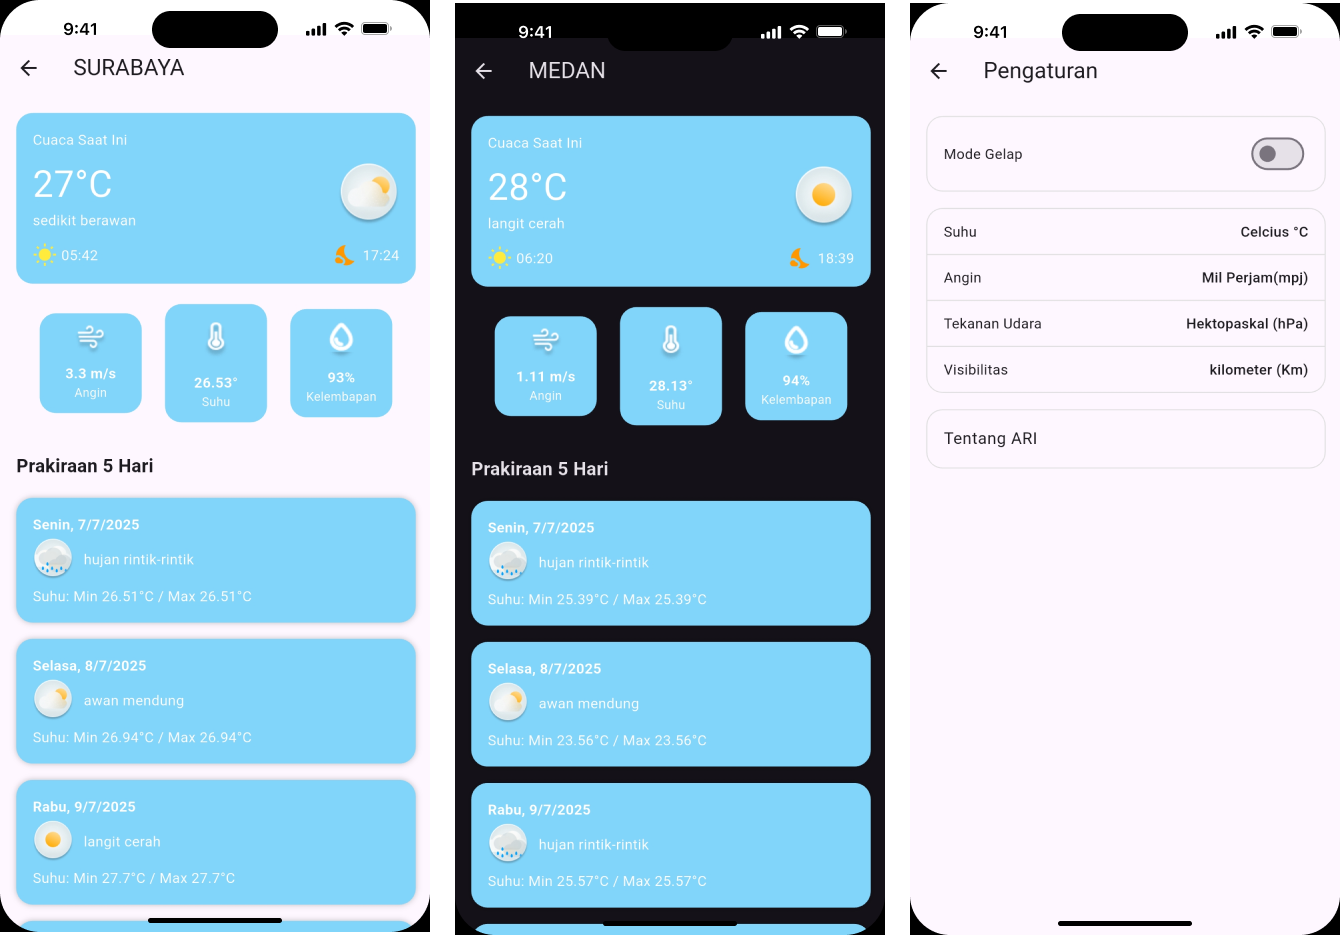 9:41
SURABAYA
Cuaca Saat Ini
27°C
sedikit berawan
05:42
17:24
3.3 m/s
Angin
26.53°
Suhu
93%
Kelembapan
Prakiraan 5 Hari
Senin, 7/7/2025
hujan rintik-rintik
Suhu: Min 26.51°C / Max 26.51°C
Selasa, 8/7/2025
awan mendung
Suhu: Min 26.94°C / Max 26.94°C
Rabu, 9/7/2025
langit cerah
Suhu: Min 27.7°C / Max 27.7°C
9:41
MEDAN
Cuaca Saat Ini
28°C
langit cerah
06:20
18:39
1.11 m/s
Angin
28.13°
Suhu
94%
Kelembapan
Prakiraan 5 Hari
Senin, 7/7/2025
hujan rintik-rintik
Suhu: Min 25.39°C / Max 25.39°C
Selasa, 8/7/2025
awan mendung
Suhu: Min 23.56°C / Max 23.56°C
Rabu, 9/7/2025
hujan rintik-rintik
Suhu: Min 25.57°C / Max 25.57°C
9:41
Pengaturan
Mode Gelap
Suhu Celcius °C
Angin Mil Perjam(mpj)
Tekanan Udara Hektopaskal (hPa)
Visibilitas kilometer (Km)
Tentang ARI